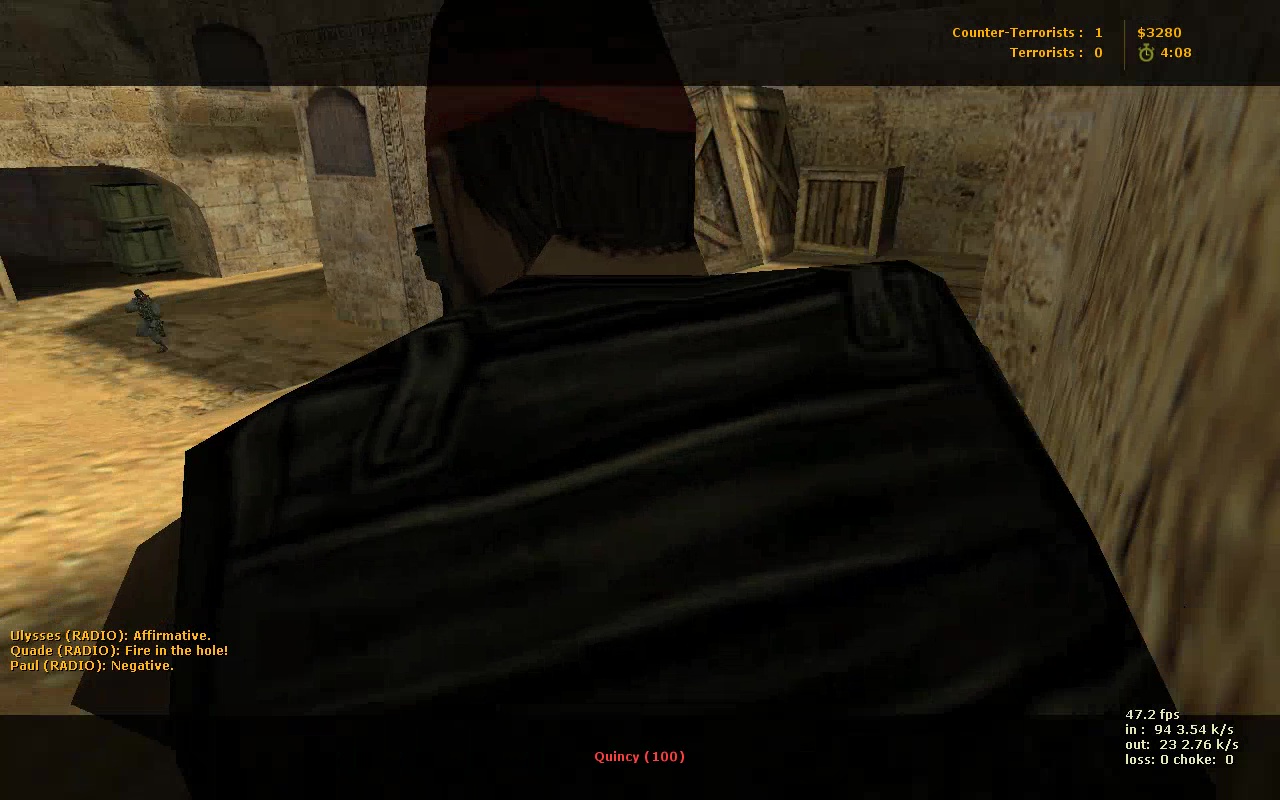 Counter-Terrorists : 1
$3280
Terrorists : 0
4:08
Ulysses (RADIO): Affirmative.
Quade (RADIO): Fire in the hole!
Paul (RADIO): Negative.
Quincy (100)
47.2 fps
in : 94 3.54 k/s
out: 23 2.76 k/s
loss: 0 choke: 0